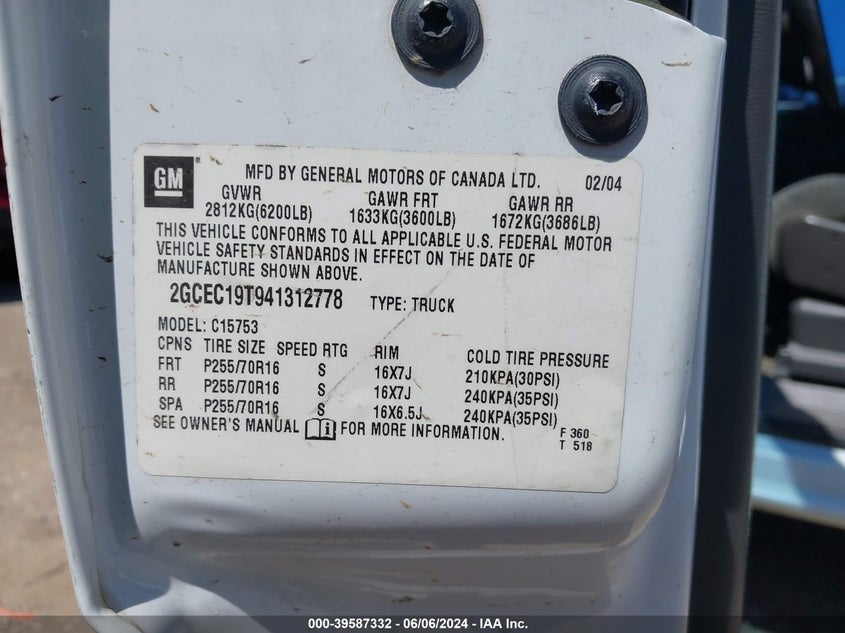 GM
MFD BY GENERAL MOTORS OF CANADA LTD. 02/04
GVWR GAWR FRT GAWR RR
2812KG(6200LB) 1633KG(3600LB) 1672KG(3686LB)
THIS VEHICLE CONFORMS TO ALL APPLICABLE U.S. FEDERAL MOTOR
VEHICLE SAFETY STANDARDS IN EFFECT ON THE DATE OF
MANUFACTURE SHOWN ABOVE.
2GCEC19T941312778 TYPE: TRUCK
MODEL: C15753
CPNS TIRE SIZE SPEED RTG RIM COLD TIRE PRESSURE
FRT P255/70R16 S 16X7J 210KPA(30PSI)
RR P255/70R16 S 16X7J 240KPA(35PSI)
SPA P255/70R16 S 16X6.5J 240KPA(35PSI)
SEE OWNER'S MANUAL i FOR MORE INFORMATION.
F 360
T 518
000-39587332 - 06/06/2024 - IAA Inc.